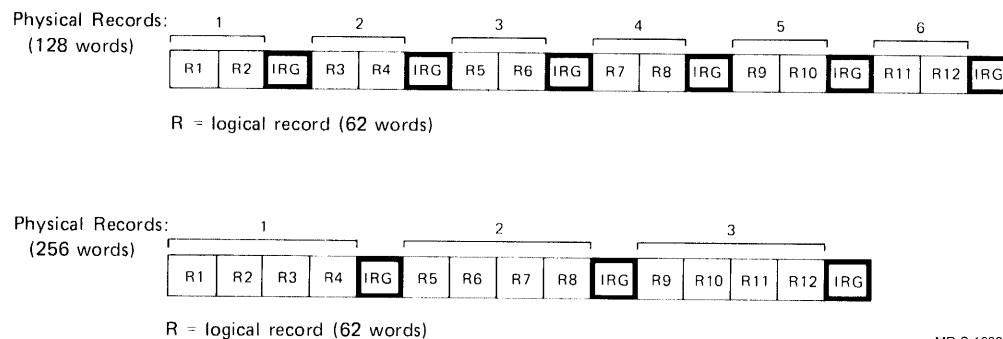 Physical Records:
(128 words)
1 2 3 4 5 6
R1 R2 IRG R3 R4 IRG R5 R6 IRG R7 R8 IRG R9 R10 IRG R11 R12 IRG
R = logical record (62 words)
Physical Records:
(256 words)
1 2 3
R1 R2 R3 R4 IRG R5 R6 R7 R8 IRG R9 R10 R11 R12 IRG
R = logical record (62 words)